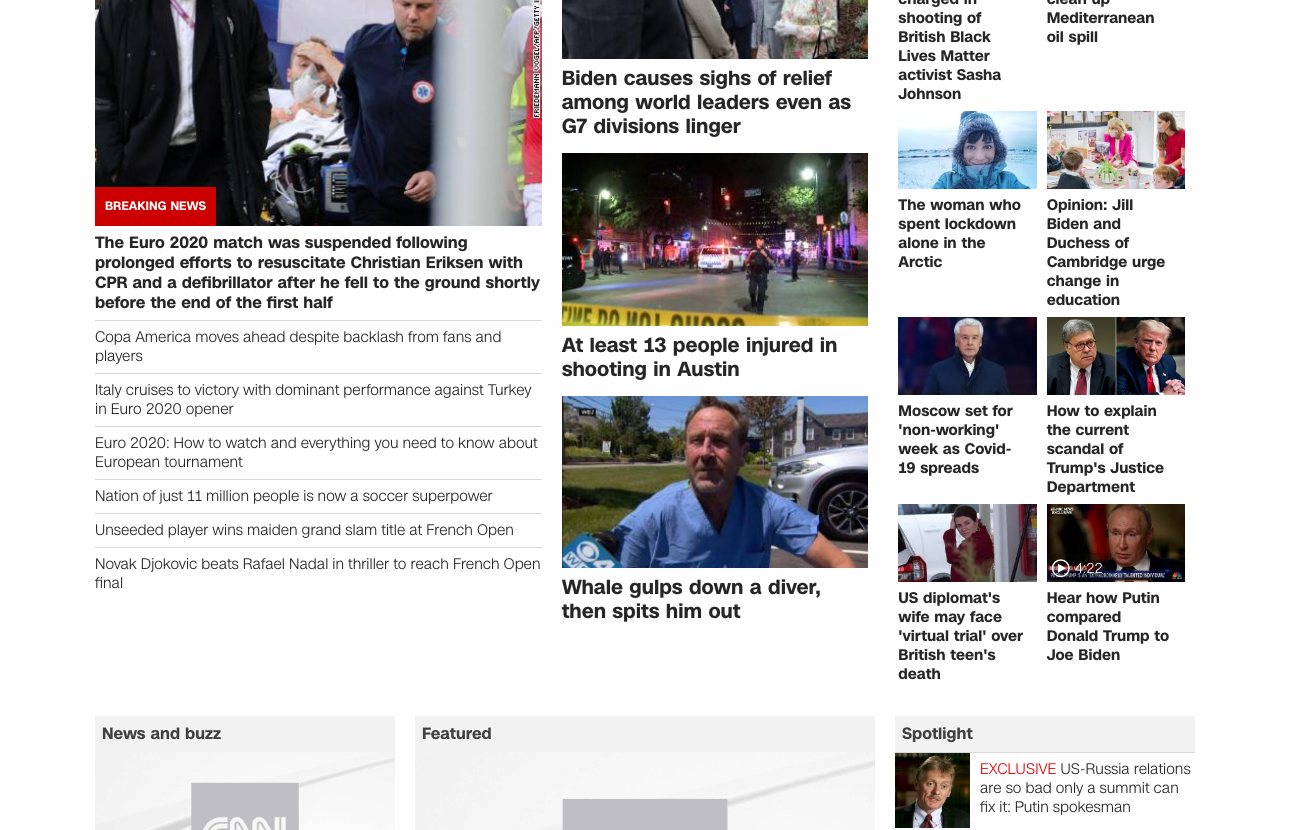 FRIEDEMANN VOGEL/AFP/GETTY I
BREAKING NEWS
The Euro 2020 match was suspended following
prolonged efforts to resuscitate Christian Eriksen with
CPR and a defibrillator after he fell to the ground shortly
before the end of the first half
Copa America moves ahead despite backlash from fans and
players
Italy cruises to victory with dominant performance against Turkey
in Euro 2020 opener
Euro 2020: How to watch and everything you need to know about
European tournament
Nation of just 11 million people is now a soccer superpower
Unseeded player wins maiden grand slam title at French Open
Novak Djokovic beats Rafael Nadal in thriller to reach French Open
final
Biden causes sighs of relief
among world leaders even as
G7 divisions linger
At least 13 people injured in
shooting in Austin
WBZ
Whale gulps down a diver,
then spits him out
charged in
shooting of
British Black
Lives Matter
activist Sasha
Johnson
clean up
Mediterranean
oil spill
The woman who
spent lockdown
alone in the
Arctic
Opinion: Jill
Biden and
Duchess of
Cambridge urge
change in
education
Moscow set for
'non-working'
week as Covid-
19 spreads
How to explain
the current
scandal of
Trump's Justice
Department
US diplomat's
wife may face
'virtual trial' over
British teen's
death
4:22
Hear how Putin
compared
Donald Trump to
Joe Biden
News and buzz
CNN
Featured
Spotlight
EXCLUSIVE US-Russia relations
are so bad only a summit can
fix it: Putin spokesman